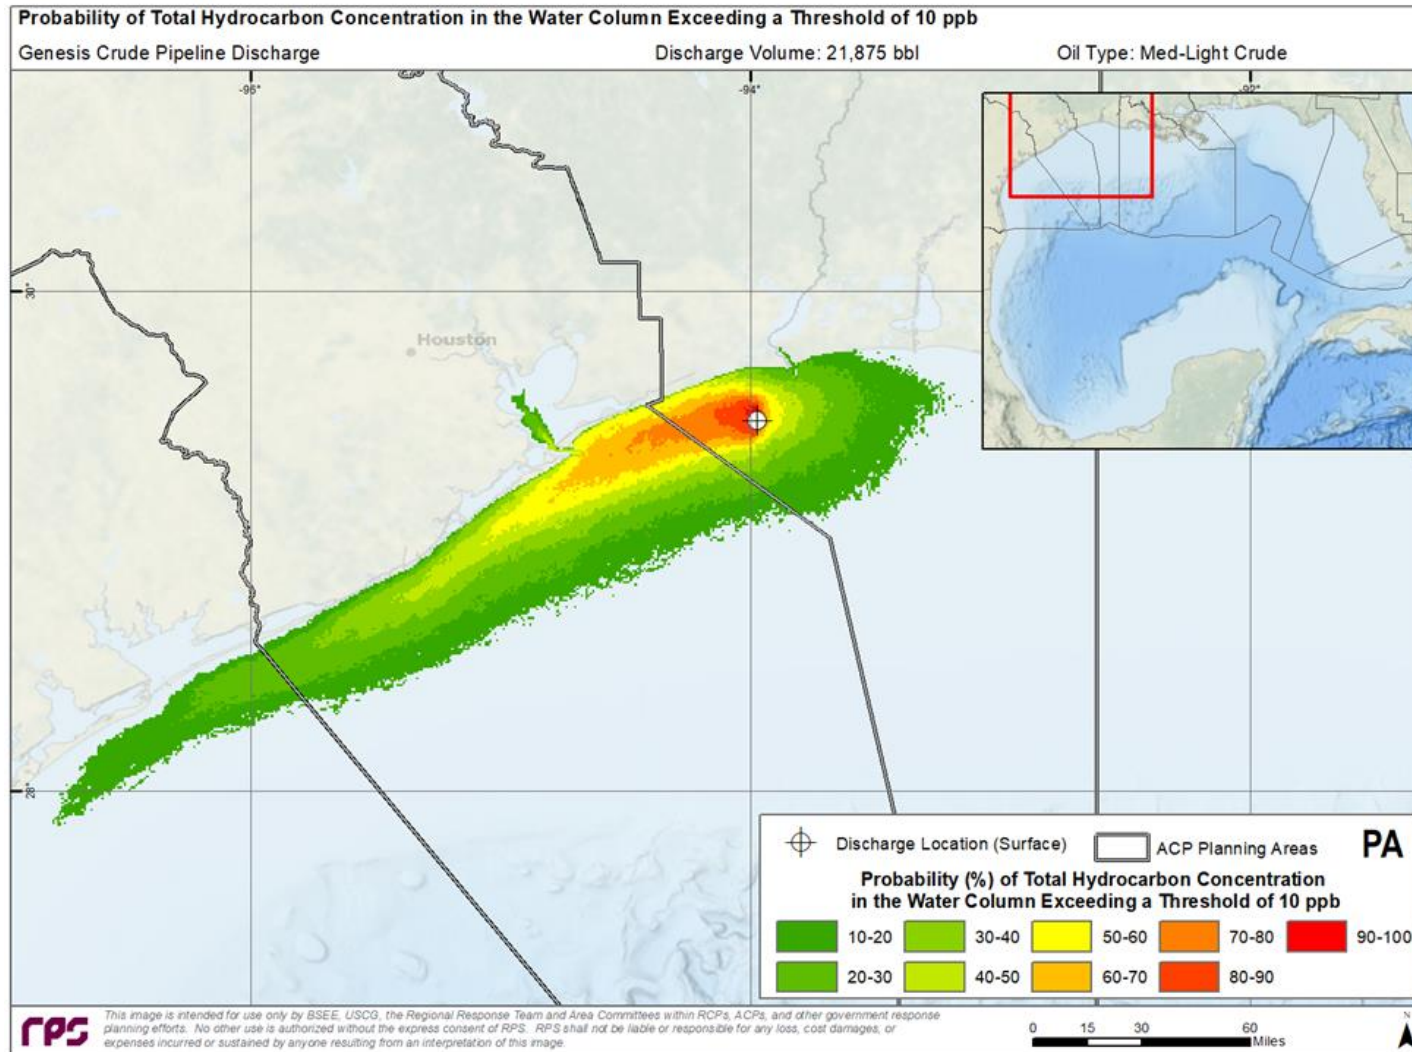 Probability of Total Hydrocarbon Concentration in the Water Column Exceeding a Threshold of 10 ppb
Genesis Crude Pipeline Discharge
Discharge Volume: 21,875 bbl
Oil Type: Med-Light Crude
-96°
-94°
-92°
30°
Houston
28°
Discharge Location (Surface)
ACP Planning Areas
PA
Probability (%) of Total Hydrocarbon Concentration
in the Water Column Exceeding a Threshold of 10 ppb
10-20
30-40
50-60
70-80
90-100
20-30
40-50
60-70
80-90
rps
This image is intended for use only by BSEE, USCG, the Regional Response Team and Area Committees within RCPs, ACPs, and other government response
planning efforts. No other use is authorized without the express consent of RPS. RPS shall not be liable or responsible for any loss, cost damages, or
expenses incurred or sustained by anyone resulting from an interpretation of this image.
0 15 30 60
Miles
N